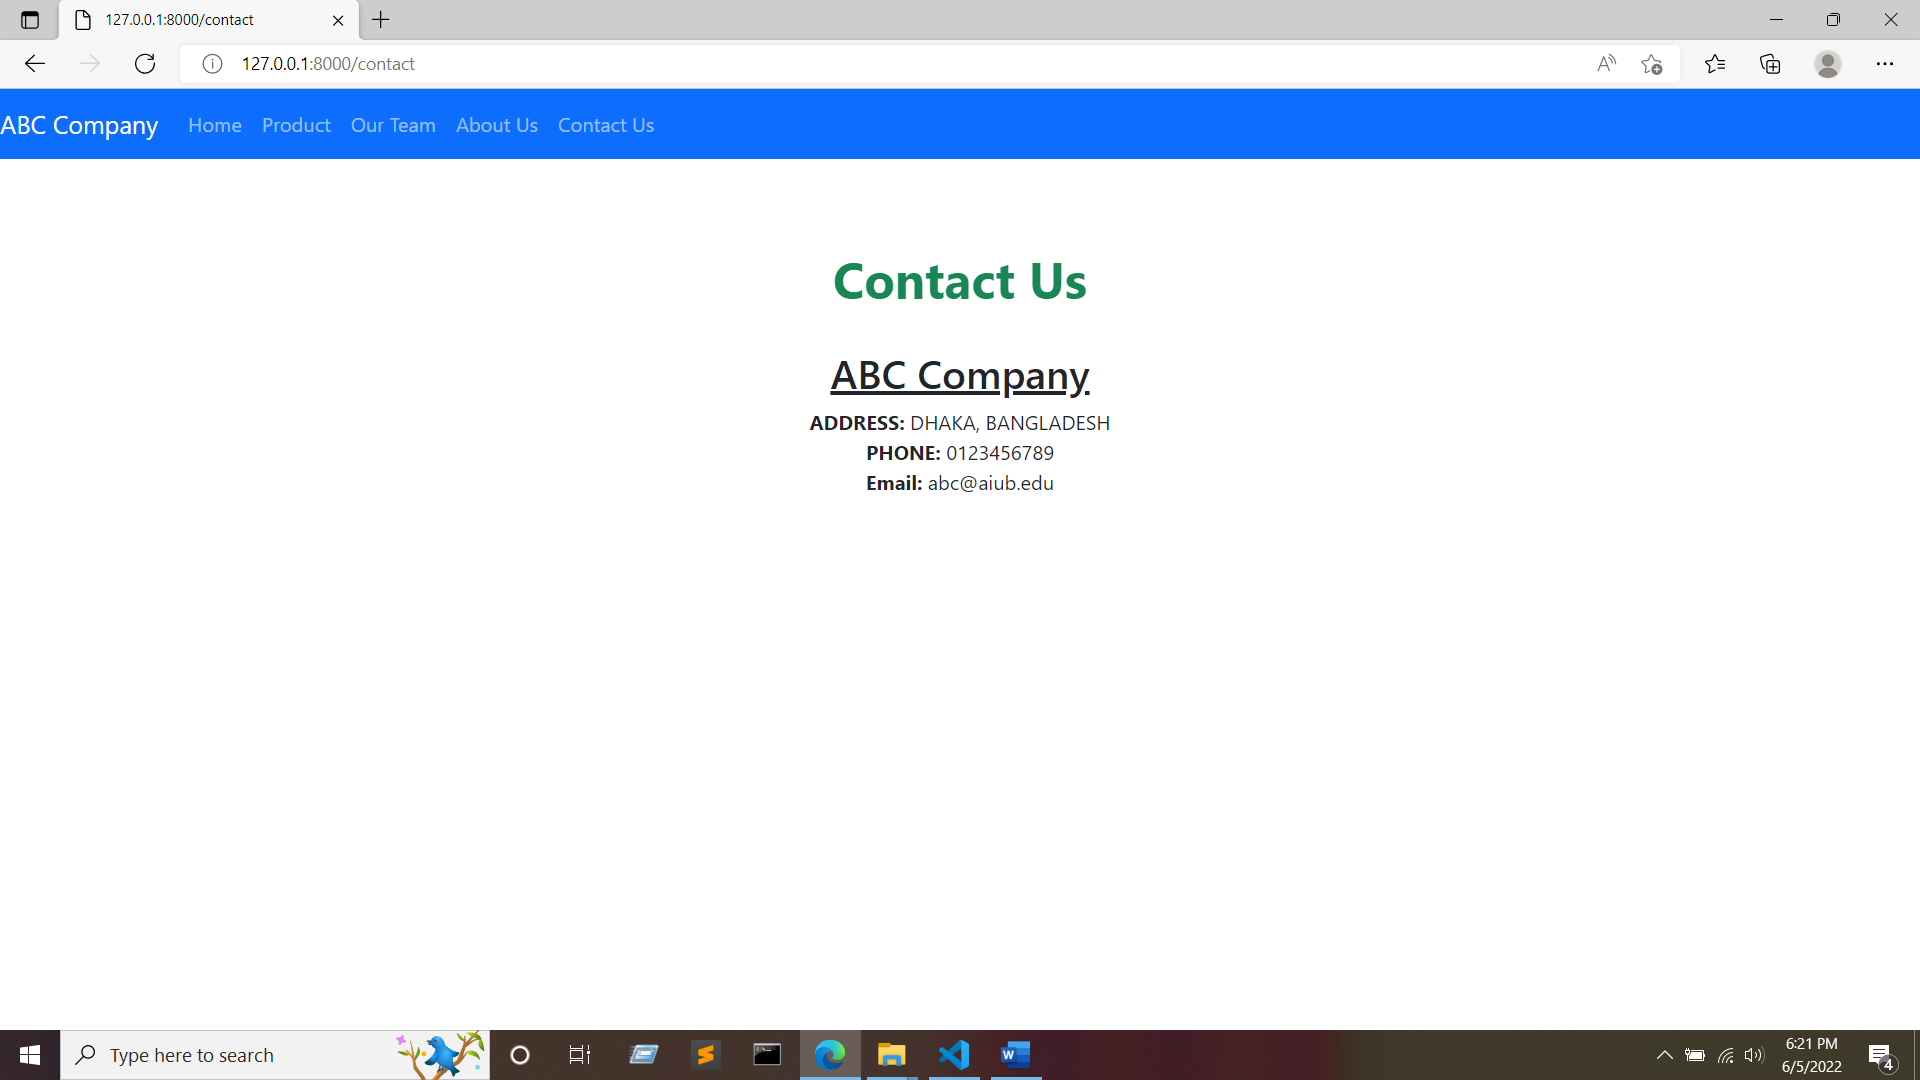 127.0.0.1:8000/contact
127.0.0.1:8000/contact
ABC Company Home Product Our Team About Us Contact Us
Contact Us
ABC Company
ADDRESS: DHAKA, BANGLADESH
PHONE: 0123456789
Email: abc@aiub.edu
Type here to search
6:21 PM
6/5/2022
4